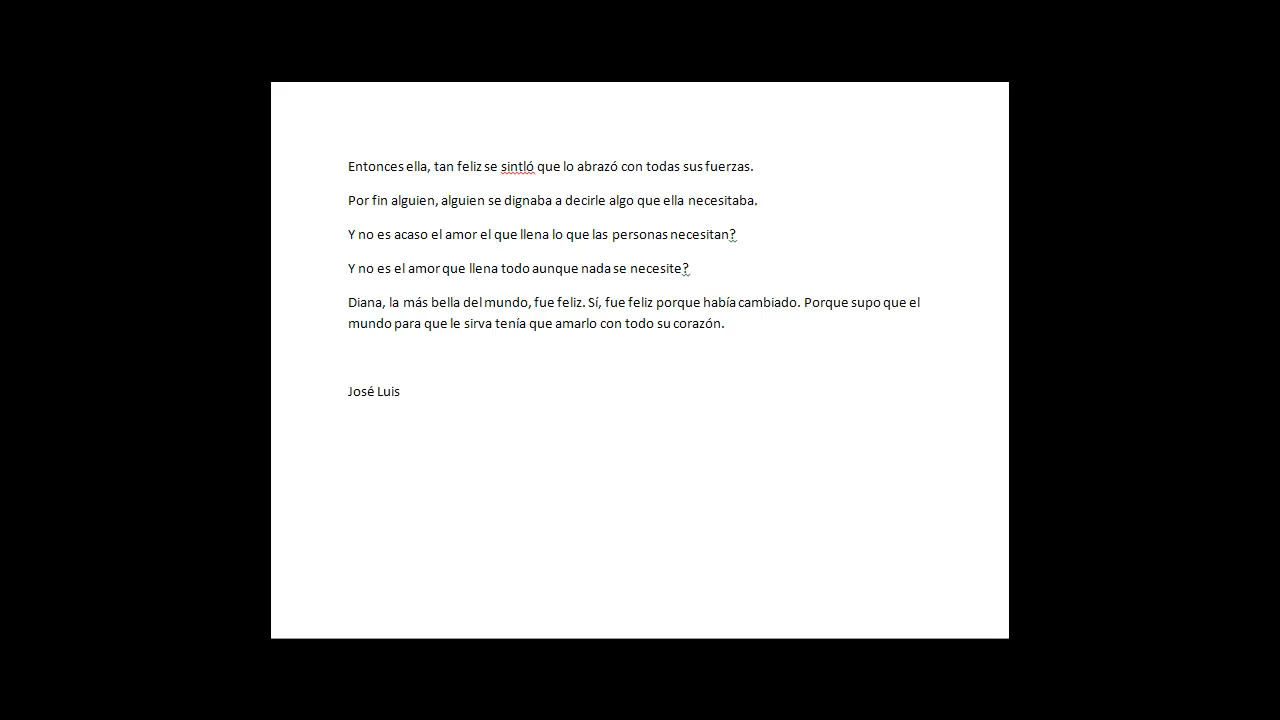 Entonces ella, tan feliz se sintló que lo abrazó con todas sus fuerzas.
Por fin alguien, alguien se dignaba a decirle algo que ella necesitaba.
Y no es acaso el amor el que llena lo que las personas necesitan?
Y no es el amor que llena todo aunque nada se necesite?
Diana, la más bella del mundo, fue feliz. Sí, fue feliz porque había cambiado. Porque supo que el
mundo para que le sirva tenía que amarlo con todo su corazón.
José Luis